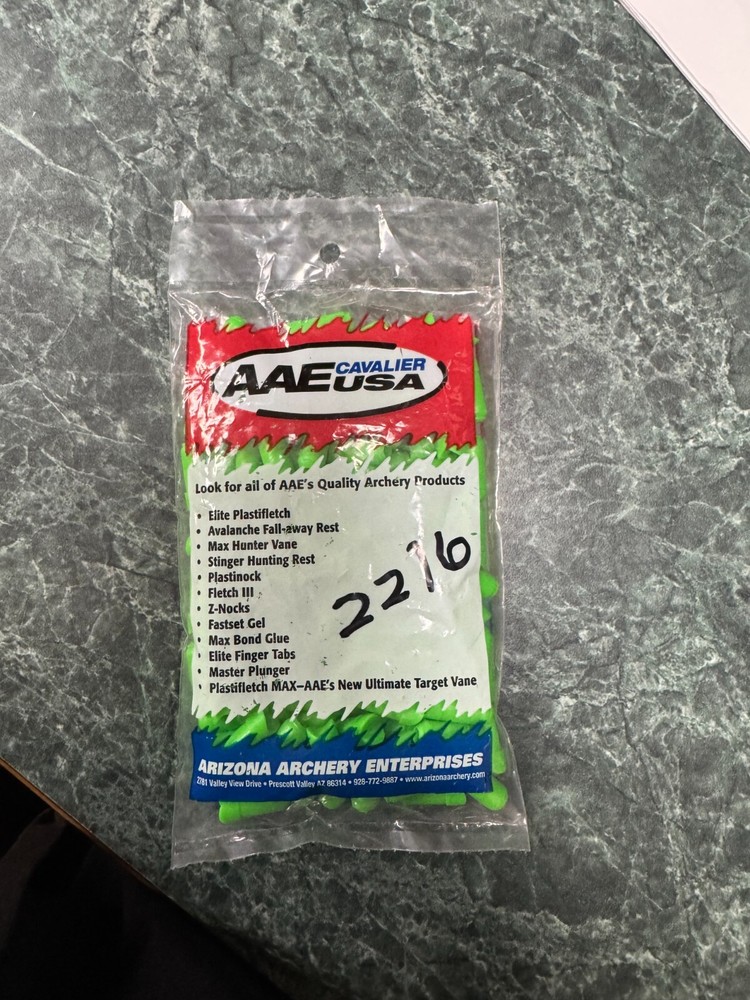 AAE CAVALIER USA
Look for all of AAE's Quality Archery Products
• Elite Plastifletch
• Avalanche Fall-away Rest
• Max Hunter Vane
• Stinger Hunting Rest
• Plastinock
• Fletch III
• Z-Nocks
• Fastset Gel
• Max Bond Glue
• Elite Finger Tabs
• Master Plunger
• Plastifletch MAX–AAE's New Ultimate Target Vane
2216
ARIZONA ARCHERY ENTERPRISES
2781 Valley View Drive • Prescott Valley AZ 86314 • 928-772-9887 • www.arizonaarchery.com